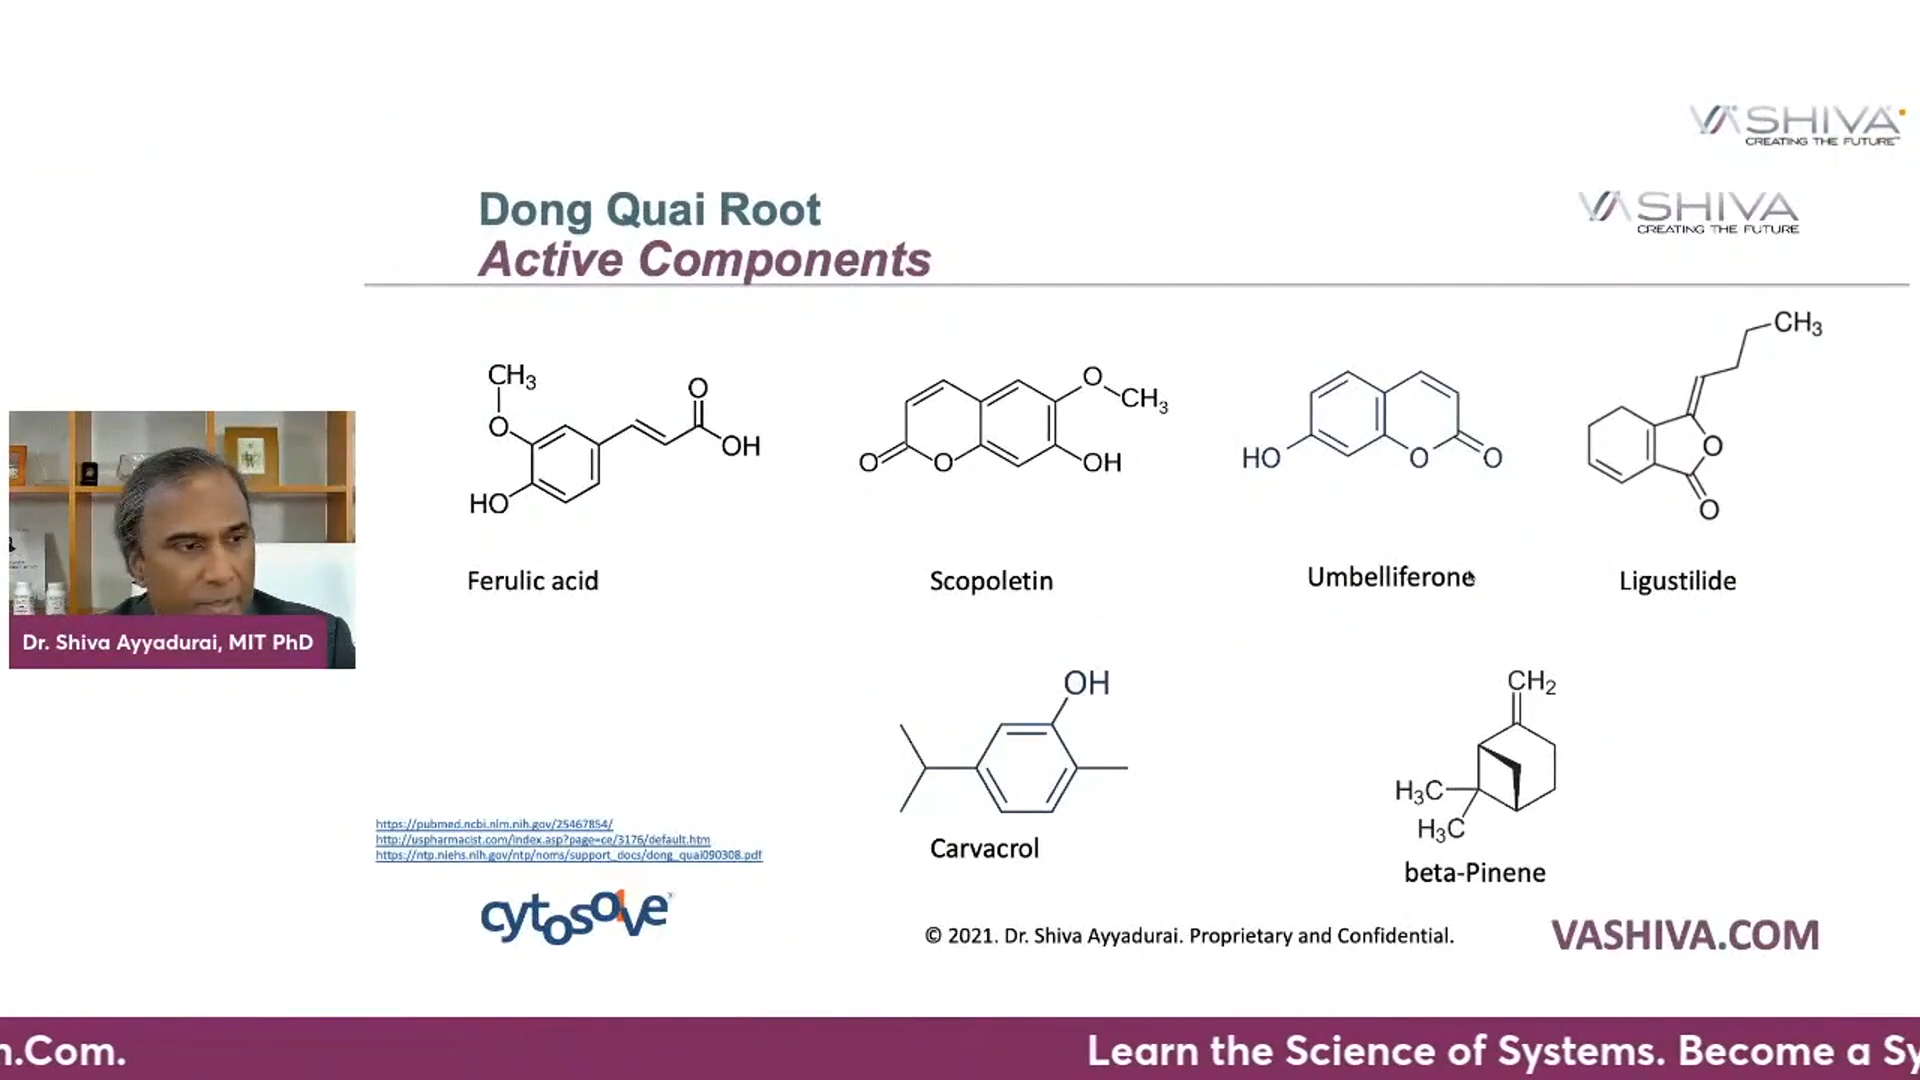 VASHIVA
CREATING THE FUTURE
VASHIVA
CREATING THE FUTURE
Dong Quai Root
Active Components
CH3
O
HO
O
OH
Ferulic acid
O
O
O
CH3
OH
Scopoletin
HO
O
O
Umbelliferone
CH3
O
O
Ligustilide
Dr. Shiva Ayyadurai, MIT PhD
OH
Carvacrol
CH2
H3C
H3C
beta-Pinene
https://pubmed.ncbi.nlm.nih.gov/25467854/
http://uspharmacist.com/index.asp?page=ce/3176/default.htm
https://ntp.niehs.nih.gov/ntp/noms/support_docs/dong_quai090308.pdf
cytosolve
© 2021. Dr. Shiva Ayyadurai. Proprietary and Confidential.
VASHIVA.COM
n.Com.
Learn the Science of Systems. Become a Sy